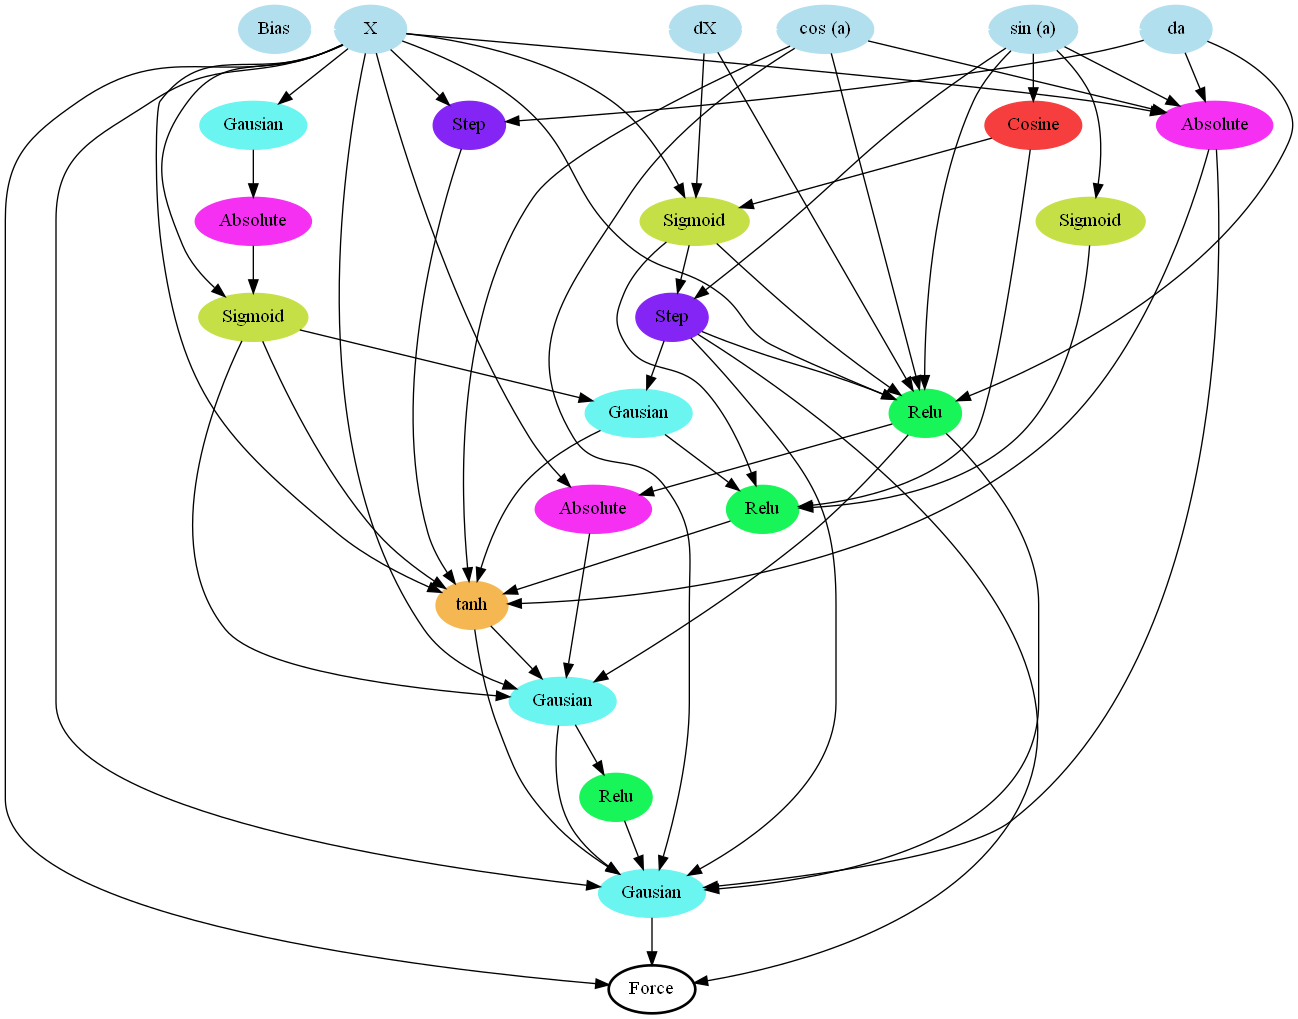 Bias
X
dX
cos (a)
sin (a)
da
Gausian
Step
Cosine
Absolute
Absolute
Sigmoid
Sigmoid
Sigmoid
Step
Gausian
Relu
Absolute
Relu
tanh
Gausian
Relu
Gausian
Force